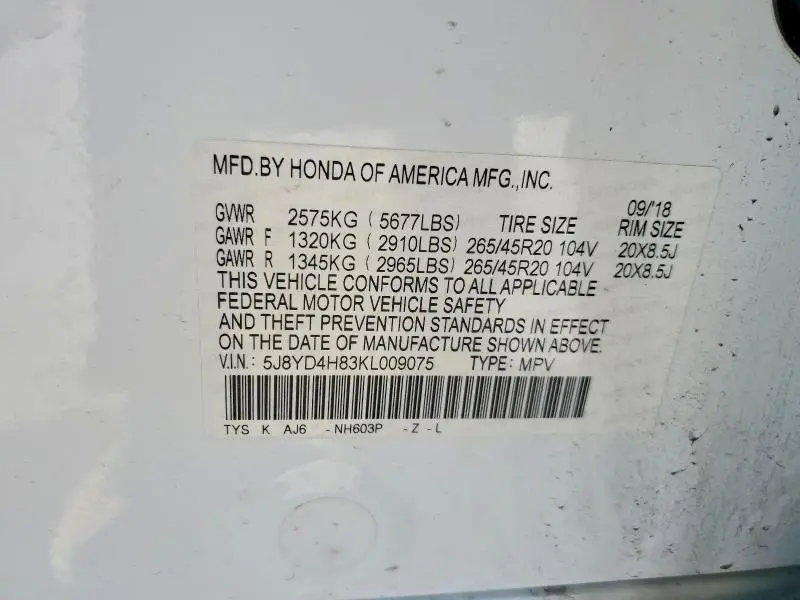 MFD.BY HONDA OF AMERICA MFG.,INC.
09/'18
GVWR 2575KG (5677LBS) TIRE SIZE RIM SIZE
GAWR F 1320KG (2910LBS) 265/45R20 104V 20X8.5J
GAWR R 1345KG (2965LBS) 265/45R20 104V 20X8.5J
THIS VEHICLE CONFORMS TO ALL APPLICABLE
FEDERAL MOTOR VEHICLE SAFETY
AND THEFT PREVENTION STANDARDS IN EFFECT
ON THE DATE OF MANUFACTURE SHOWN ABOVE.
V.I.N.: 5J8YD4H83KL009075 TYPE: MPV
TYS K AJ6 -NH603P -Z -L